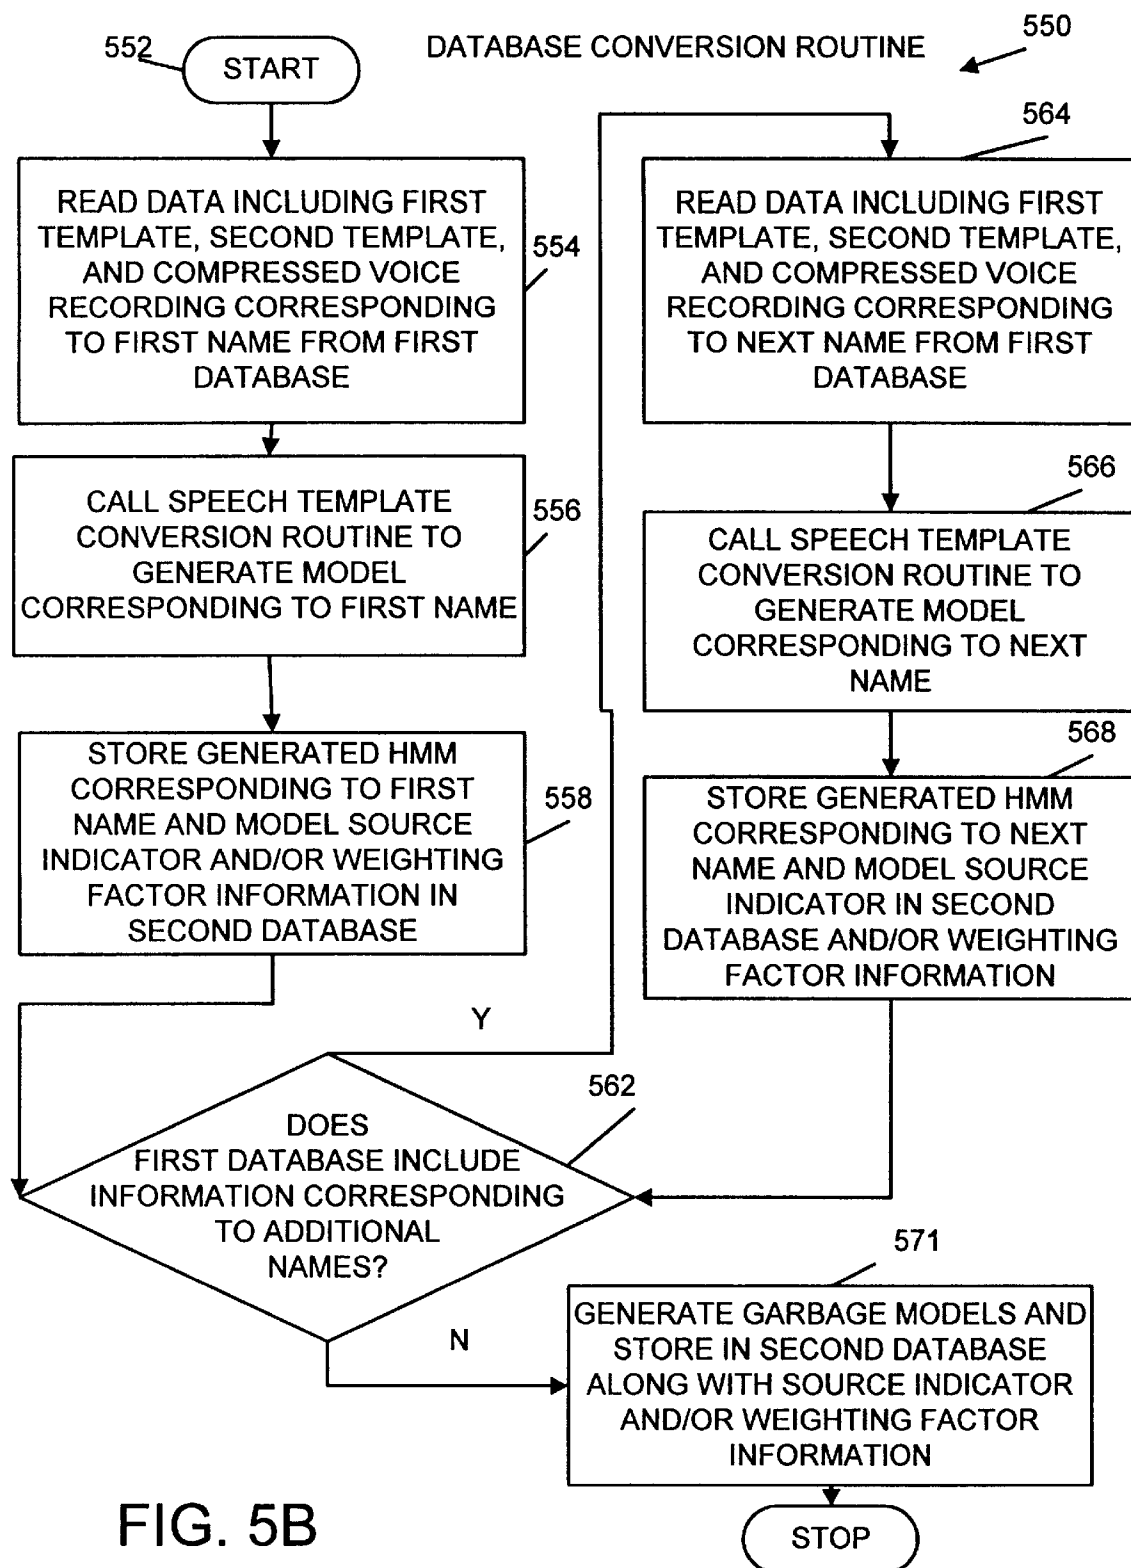 552
START
DATABASE CONVERSION ROUTINE
550
READ DATA INCLUDING FIRST
TEMPLATE, SECOND TEMPLATE,
AND COMPRESSED VOICE
RECORDING CORRESPONDING
TO FIRST NAME FROM FIRST
DATABASE
554
CALL SPEECH TEMPLATE
CONVERSION ROUTINE TO
GENERATE MODEL
CORRESPONDING TO FIRST NAME
556
STORE GENERATED HMM
CORRESPONDING TO FIRST
NAME AND MODEL SOURCE
INDICATOR AND/OR WEIGHTING
FACTOR INFORMATION IN
SECOND DATABASE
558
564
READ DATA INCLUDING FIRST
TEMPLATE, SECOND TEMPLATE,
AND COMPRESSED VOICE
RECORDING CORRESPONDING
TO NEXT NAME FROM FIRST
DATABASE
566
CALL SPEECH TEMPLATE
CONVERSION ROUTINE TO
GENERATE MODEL
CORRESPONDING TO NEXT
NAME
568
STORE GENERATED HMM
CORRESPONDING TO NEXT
NAME AND MODEL SOURCE
INDICATOR IN SECOND
DATABASE AND/OR WEIGHTING
FACTOR INFORMATION
Y
562
DOES
FIRST DATABASE INCLUDE
INFORMATION CORRESPONDING
TO ADDITIONAL
NAMES?
N
571
GENERATE GARBAGE MODELS AND
STORE IN SECOND DATABASE
ALONG WITH SOURCE INDICATOR
AND/OR WEIGHTING FACTOR
INFORMATION
STOP
FIG. 5B